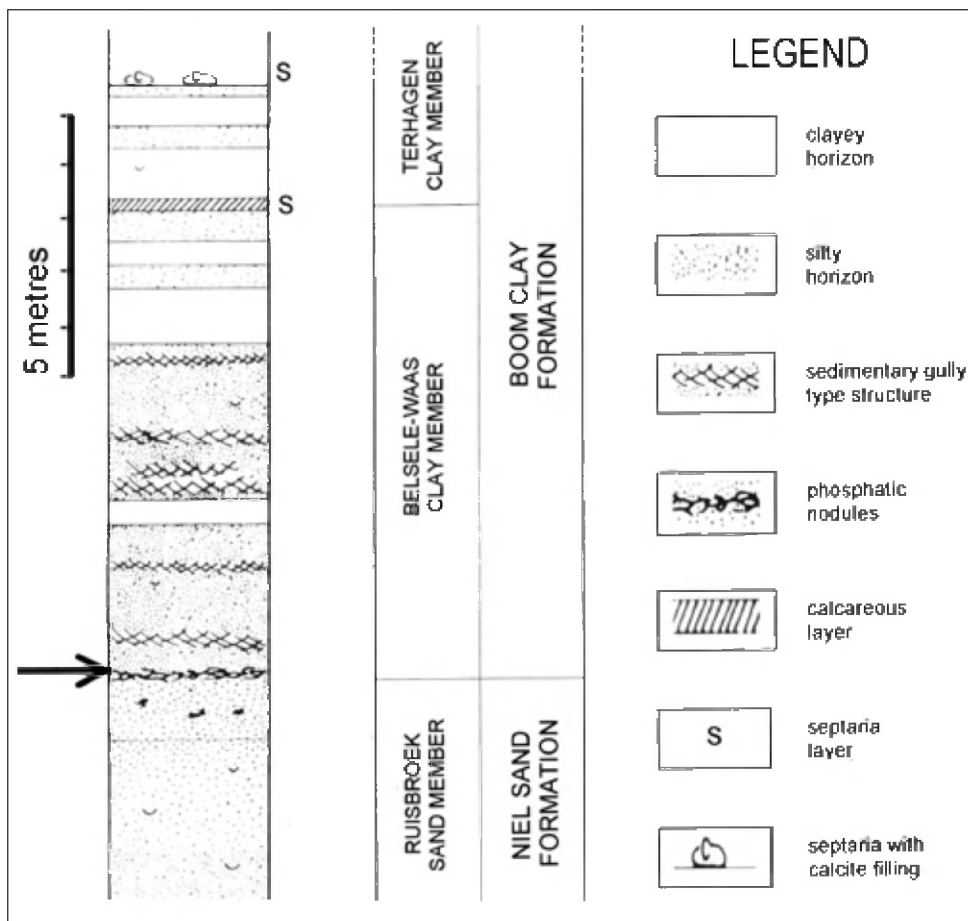 S
S
5 metres
TERHAGEN
CLAY MEMBER
BELSELE-WAAS
CLAY MEMBER
RUISBROEK
SAND MEMBER
BOOM CLAY
FORMATION
NIEL SAND
FORMATION
LEGEND
clayey
horizon
silty
horizon
sedimentary gully
type structure
phosphatic
nodules
calcareous
layer
S
septaria
layer
septaria with
calcite filling